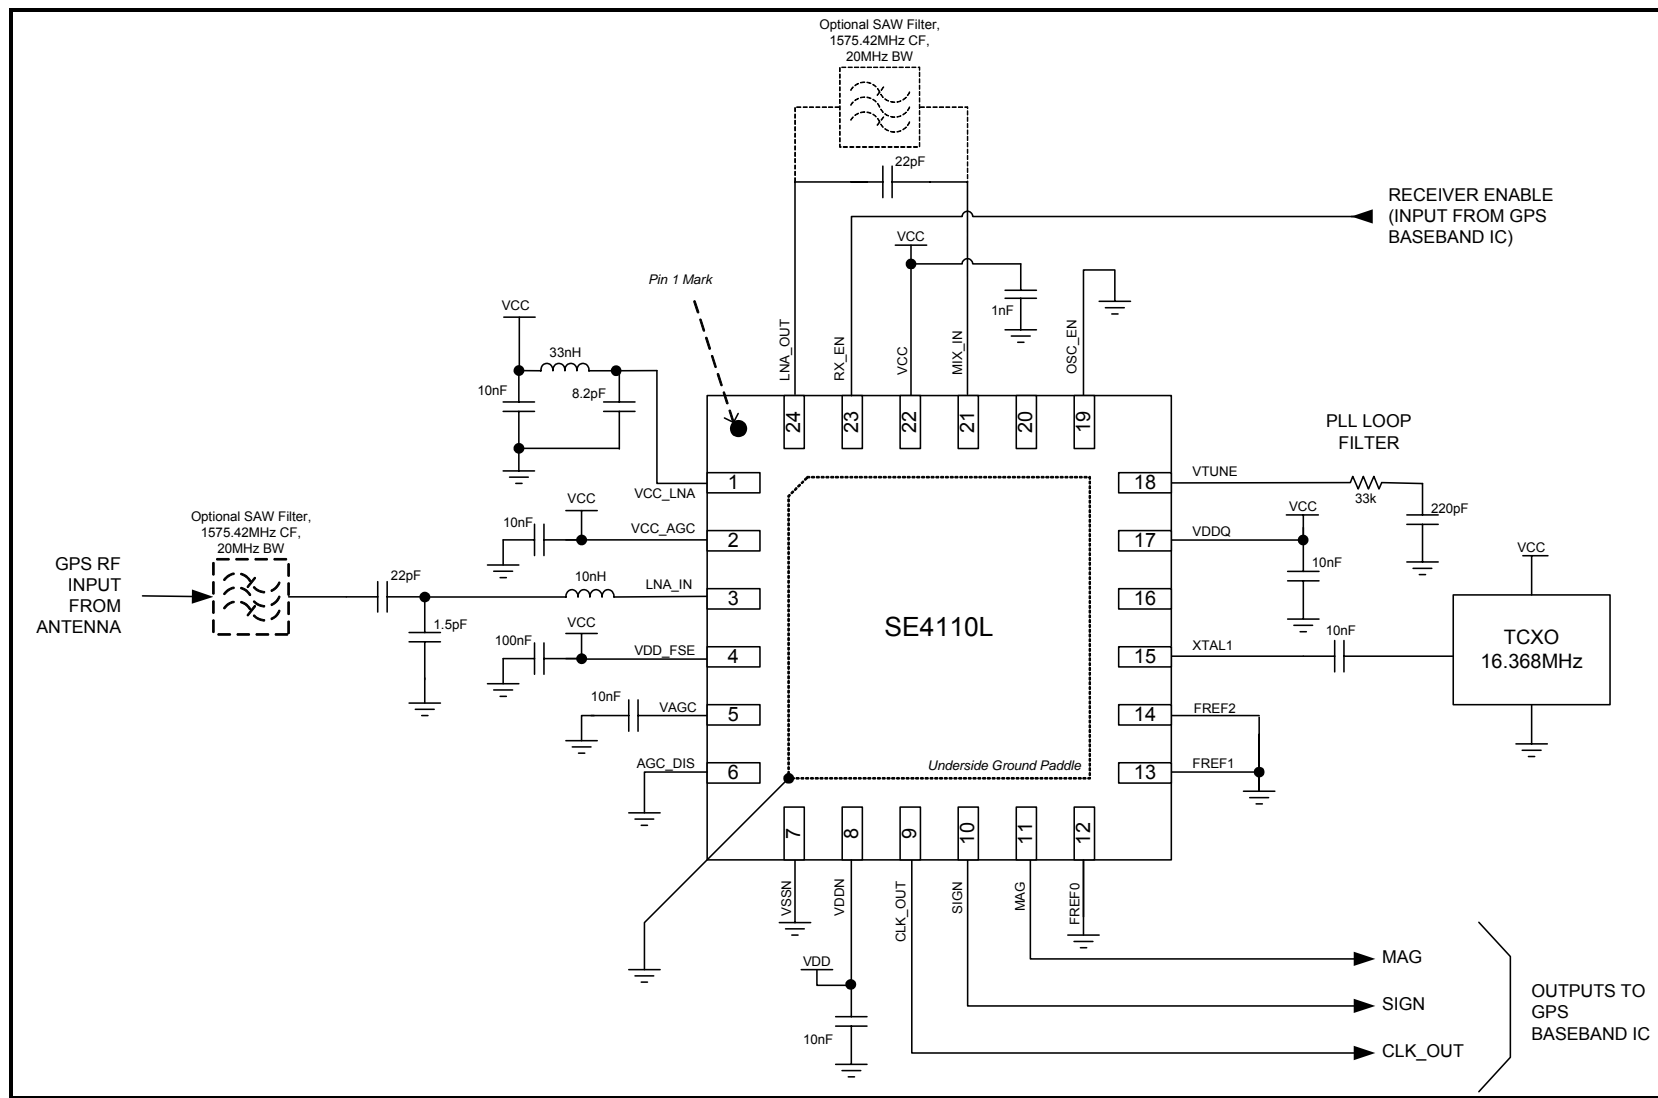 Optional SAW Filter,
1575.42MHz CF,
20MHz BW
22pF
RECEIVER ENABLE
(INPUT FROM GPS
BASEBAND IC)
VCC
1nF
Pin 1 Mark
VCC
33nH
10nF
8.2pF
LNA_OUT
RX_EN
VCC
MIX_IN
OSC_EN
24
23
22
21
20
19
PLL LOOP
FILTER
1
VCC_LNA
18
VTUNE
33k
220pF
VCC
10nF
VCC_AGC
2
17
VDDQ
VCC
10nF
Optional SAW Filter,
1575.42MHz CF,
20MHz BW
GPS RF
INPUT
FROM
ANTENNA
22pF
1.5pF
10nH
LNA_IN
3
16
VCC
100nF
VDD_FSE
4
SE4110L
15
XTAL1
10nF
VCC
TCXO
16.368MHz
10nF
VAGC
5
14
FREF2
AGC_DIS
6
Underside Ground Paddle
13
FREF1
7
8
9
10
11
12
VSSN
VDDN
CLK_OUT
SIGN
MAG
FREF0
VDD
10nF
MAG
SIGN
CLK_OUT
OUTPUTS TO
GPS
BASEBAND IC